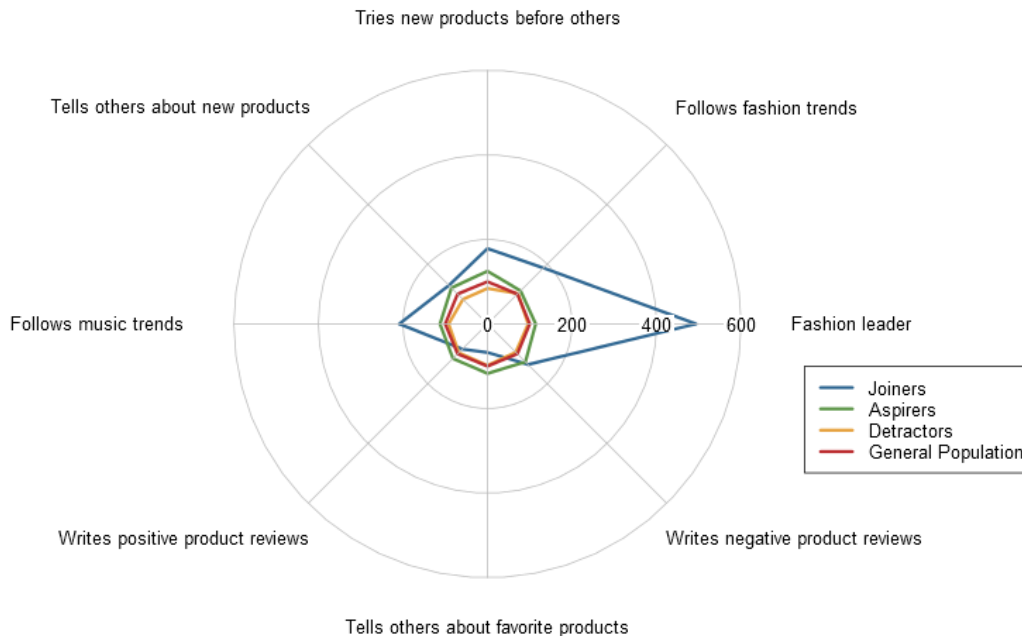 Tries new products before others
Tells others about new products
Follows fashion trends
Follows music trends
0
200
400
600
Fashion leader
Joiners
Aspirers
Detractors
General Population
Writes positive product reviews
Writes negative product reviews
Tells others about favorite products